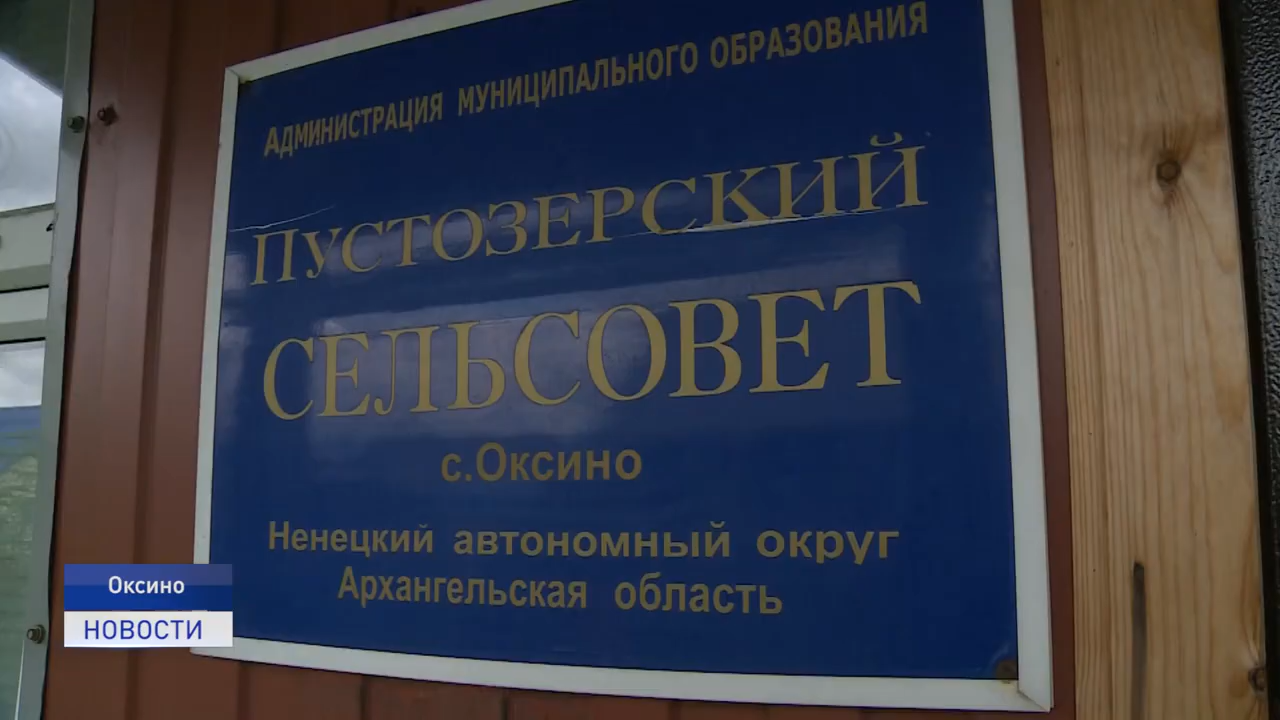 Администрация муниципального образования
Пустозерский
сельсовет
с.Оксино
Ненецкий автономный округ
Архангельская область
Оксино
НОВОСТИ